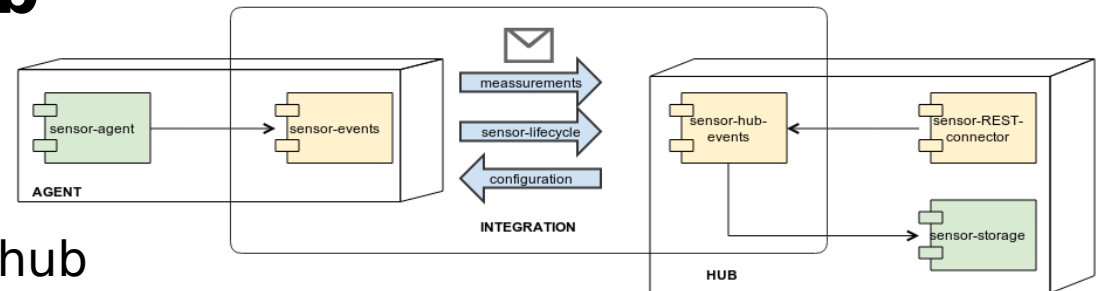 b
meassurements
sensor-agent
sensor-events
sensor-lifecycle
sensor-hub-
events
sensor-REST-
connector
configuration
AGENT
INTEGRATION
sensor-storage
hub
HUB